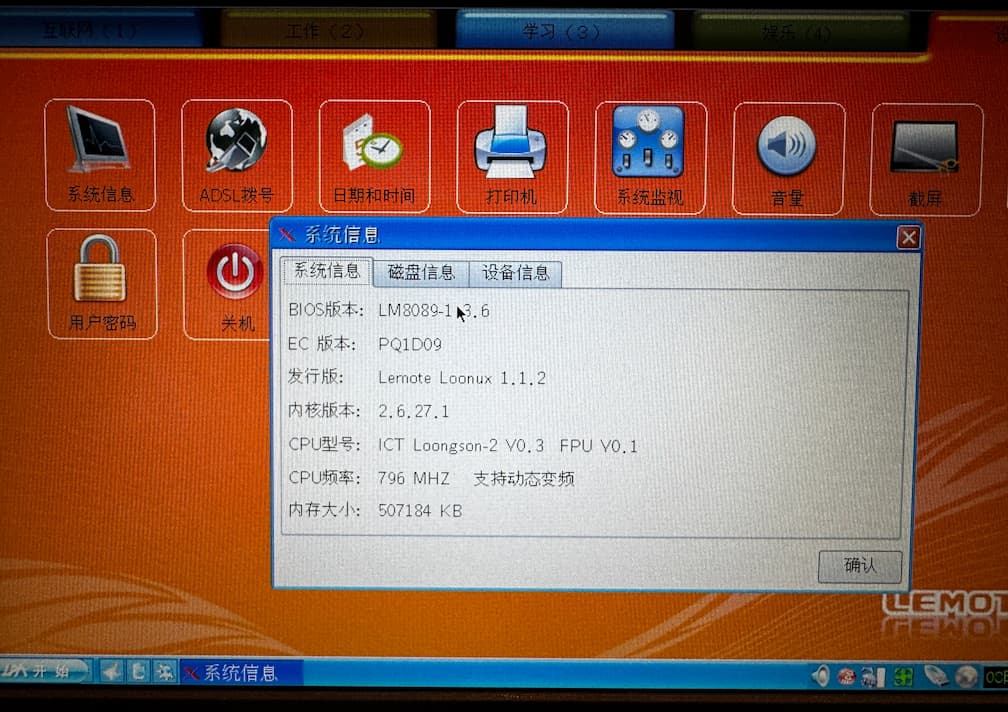 互联网（1） 工作（2） 学习（3） 娱乐（4）
系统信息 ADSL拨号 日期和时间 打印机 系统监视 音量 截屏
用户密码 关机
系统信息
系统信息 磁盘信息 设备信息
BIOS版本: LM8089-1 3.6
EC 版本: PQ1D09
发行版: Lemote Loonux 1.1.2
内核版本: 2.6.27.1
CPU型号: ICT Loongson-2 V0.3 FPU V0.1
CPU频率: 796 MHZ 支持动态变频
内存大小: 507184 KB
确认
LEMOT
开始 系统信息